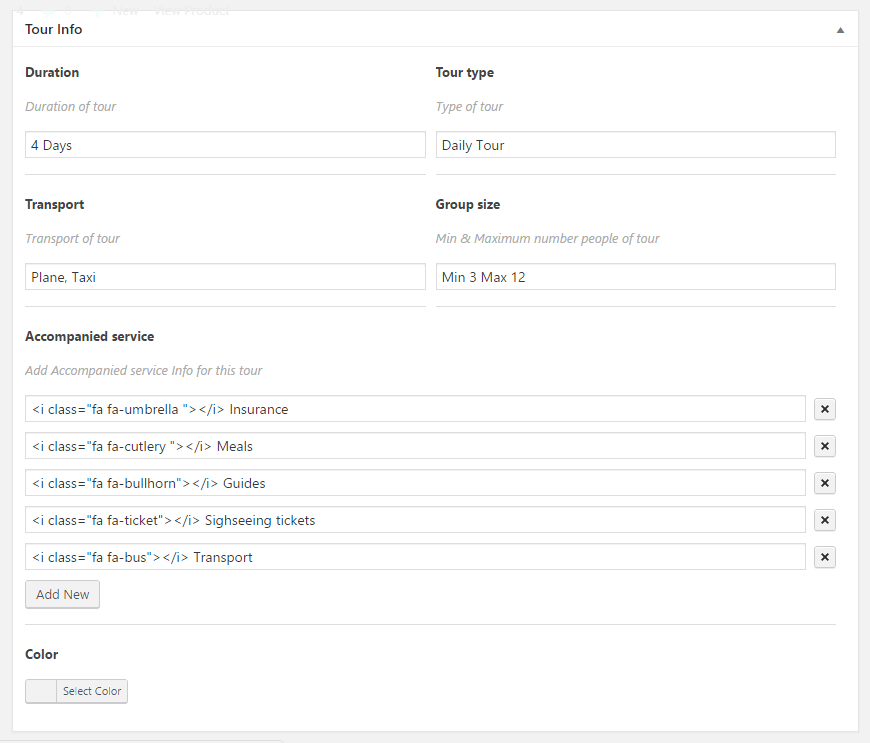 4
New View Product
Tour Info
Duration
Tour type
Duration of tour
Type of tour
4 Days
Daily Tour
Transport
Group size
Transport of tour
Min & Maximum number people of tour
Plane, Taxi
Min 3 Max 12
Accompanied service
Add Accompanied service Info for this tour
<i class="fa fa-umbrella "></i> Insurance
<i class="fa fa-cutlery "></i> Meals
<i class="fa fa-bullhorn"></i> Guides
<i class="fa fa-ticket"></i> Sighseeing tickets
<i class="fa fa-bus"></i> Transport
Add New
Color
Select Color